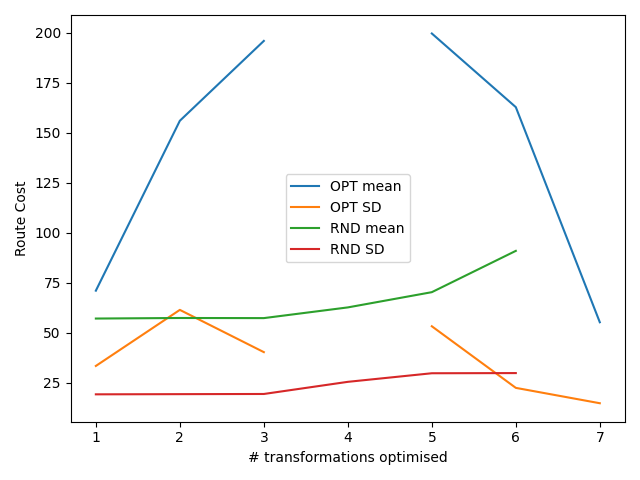 200
175
150
125
100
75
50
25
Route Cost
OPT mean
OPT SD
RND mean
RND SD
1 2 3 4 5 6 7
# transformations optimised